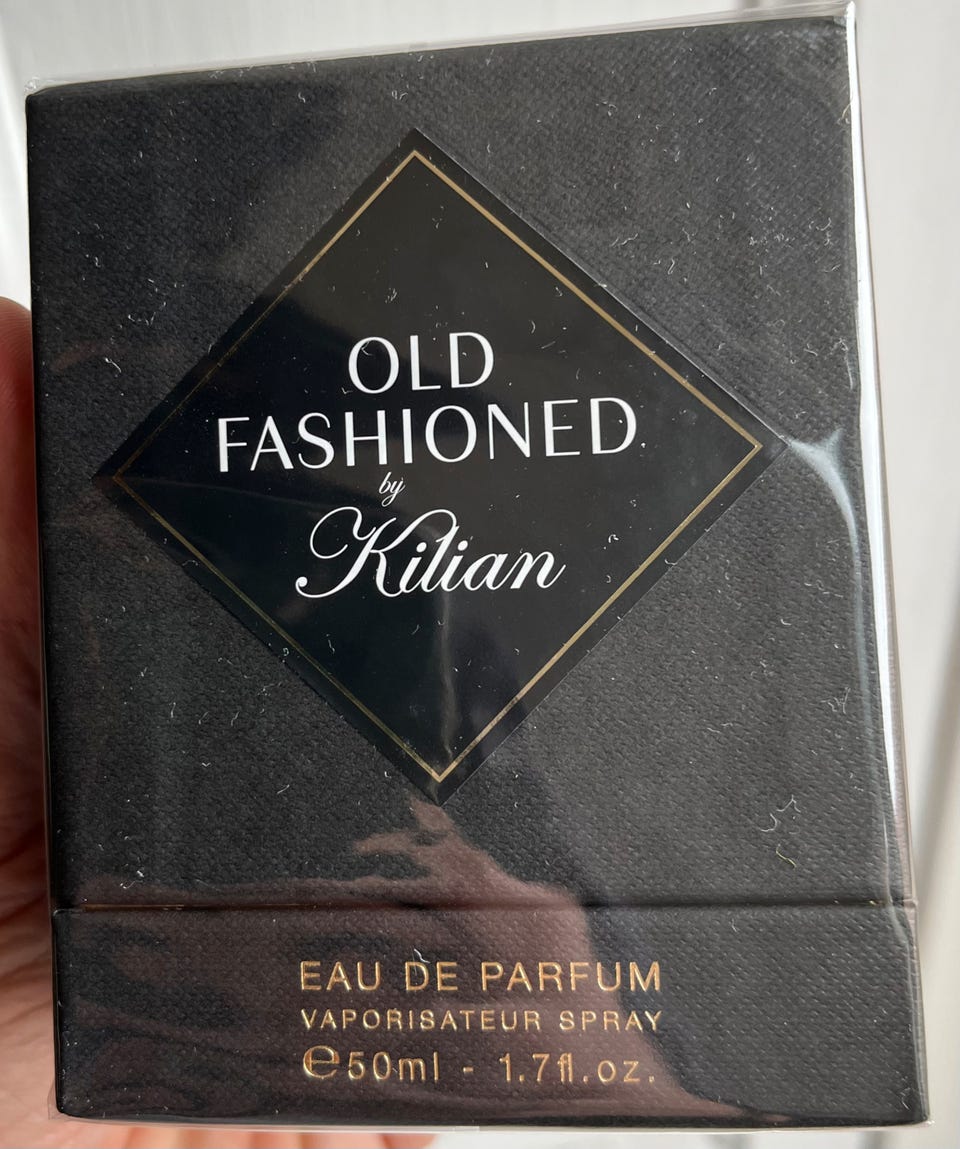 OLD
FASHIONED
by
Kilian
EAU DE PARFUM
VAPORISATEUR SPRAY
℮50ml - 1.7fl.oz.